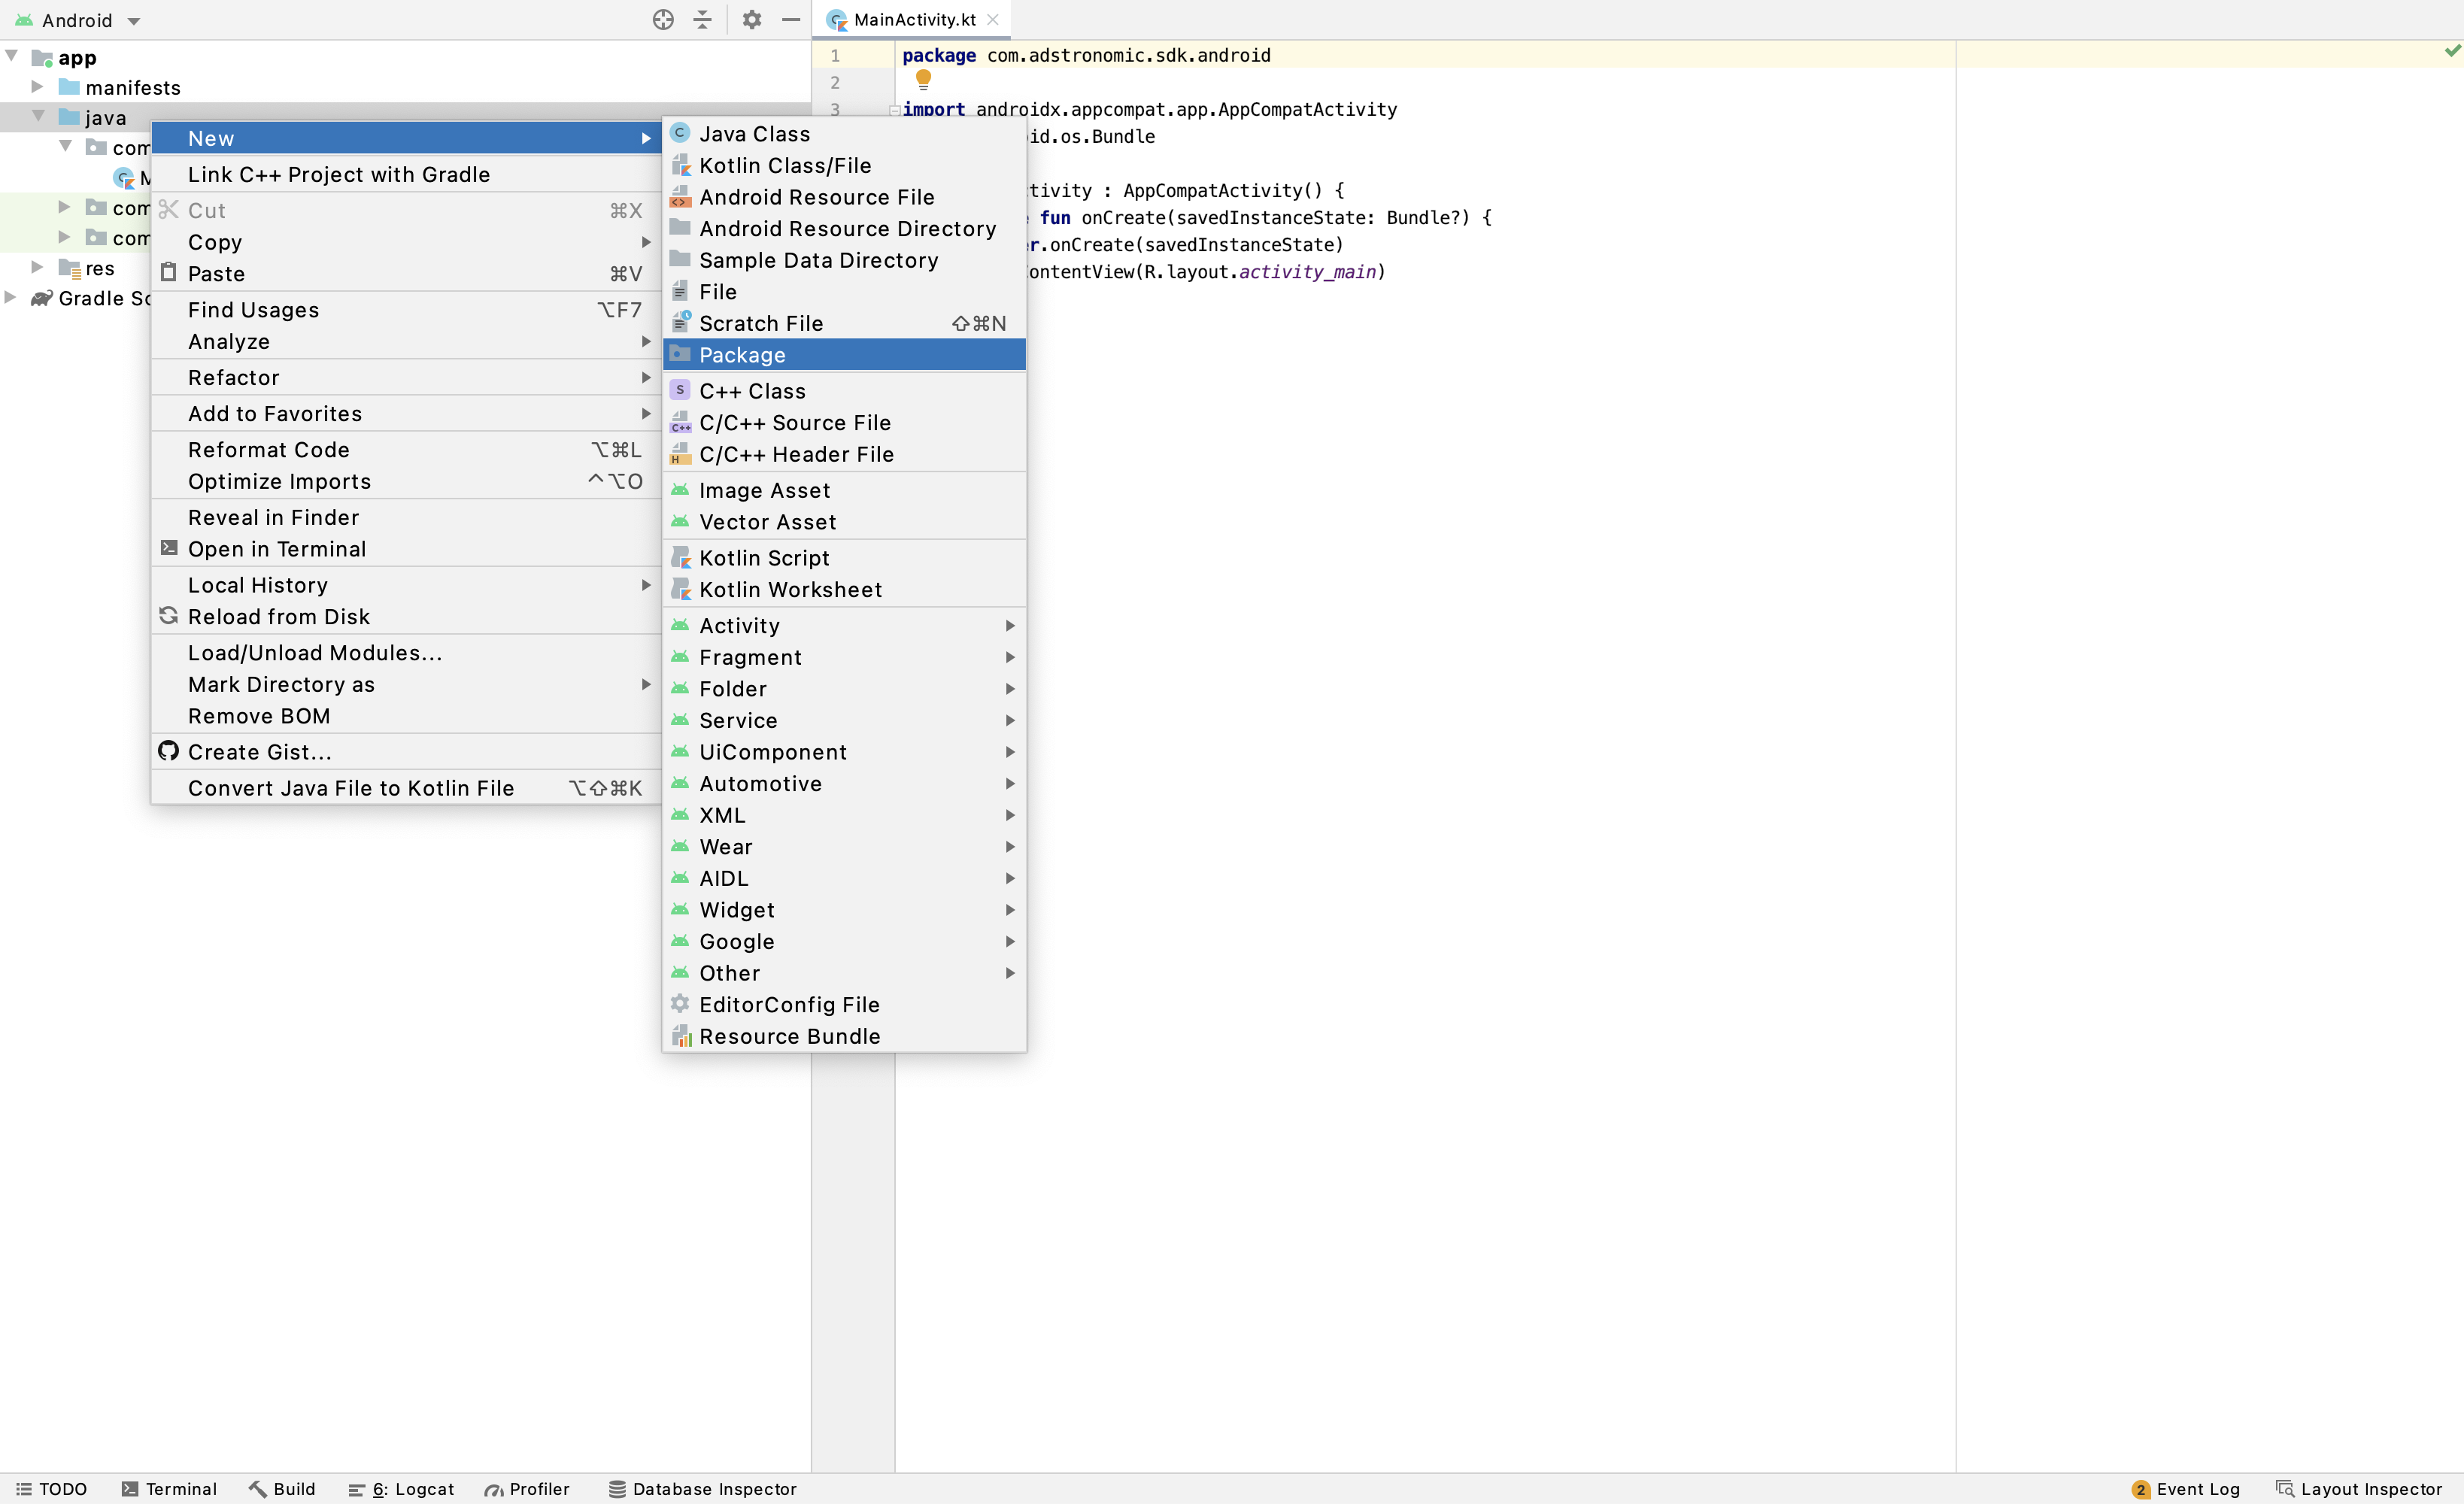 Android
MainActivity.kt
app
manifests
java
com
M
com
com
res
Gradle Sc
New
Link C++ Project with Gradle
Cut ⌘X
Copy
Paste ⌘V
Find Usages ⌥F7
Analyze
Refactor
Add to Favorites
Reformat Code ⌥⌘L
Optimize Imports ^⌥O
Reveal in Finder
Open in Terminal
Local History
Reload from Disk
Load/Unload Modules...
Mark Directory as
Remove BOM
Create Gist...
Convert Java File to Kotlin File ⌥⇧⌘K
Java Class
Kotlin Class/File
Android Resource File
Android Resource Directory
Sample Data Directory
File
Scratch File ⇧⌘N
Package
C++ Class
C/C++ Source File
C/C++ Header File
Image Asset
Vector Asset
Kotlin Script
Kotlin Worksheet
Activity
Fragment
Folder
Service
UiComponent
Automotive
XML
Wear
AIDL
Widget
Google
Other
EditorConfig File
Resource Bundle
1 package com.adstronomic.sdk.android
2
3 import androidx.appcompat.app.AppCompatActivity
id.os.Bundle
tivity : AppCompatActivity() {
e fun onCreate(savedInstanceState: Bundle?) {
r.onCreate(savedInstanceState)
ontentView(R.layout.activity_main)
TODO
Terminal
Build
6: Logcat
Profiler
Database Inspector
2 Event Log
Layout Inspector